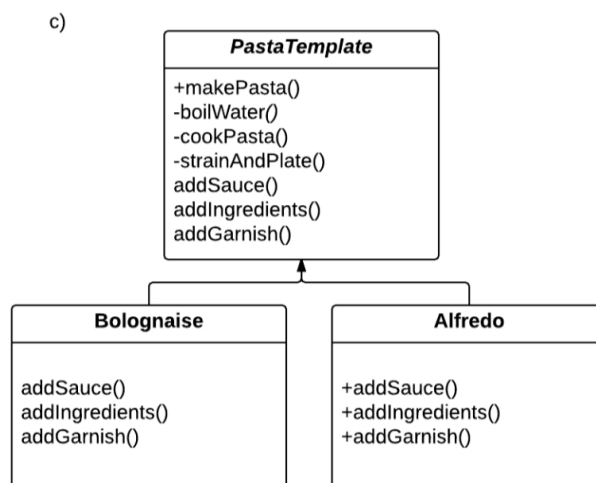 c)
PastaTemplate
+makePasta()
-boilWater()
-cookPasta()
-strainAndPlate()
addSauce()
addIngredients()
addGarnish()
Bolognaise
addSauce()
addIngredients()
addGarnish()
Alfredo
+addSauce()
+addIngredients()
+addGarnish()